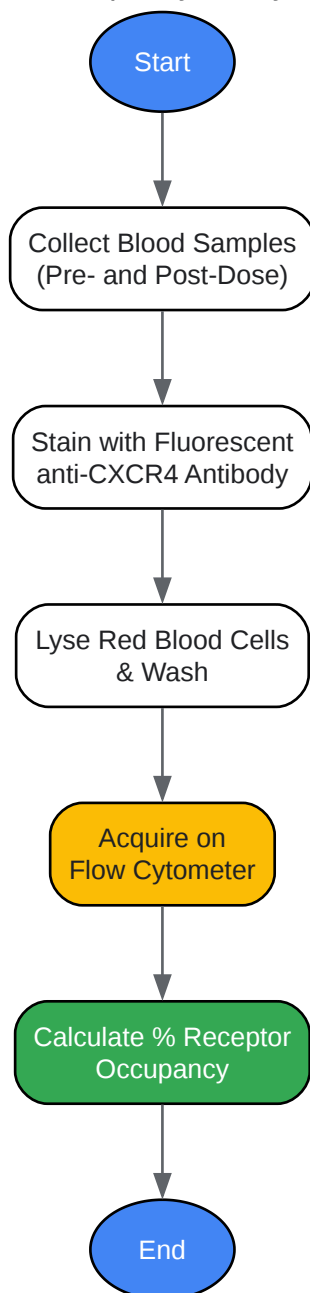 Start
Collect Blood Samples
(Pre- and Post-Dose)
Stain with Fluorescent
anti-CXCR4 Antibody
Lyse Red Blood Cells
& Wash
Acquire on
Flow Cytometer
Calculate % Receptor
Occupancy
End